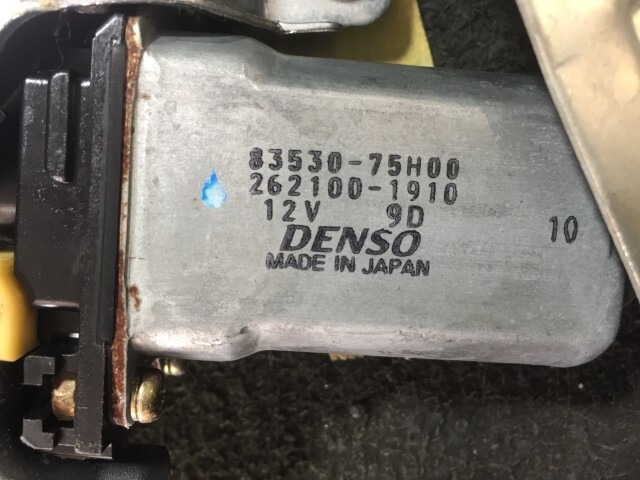 83530-75H00
262100-1910
12V 9D
DENSO
MADE IN JAPAN
10